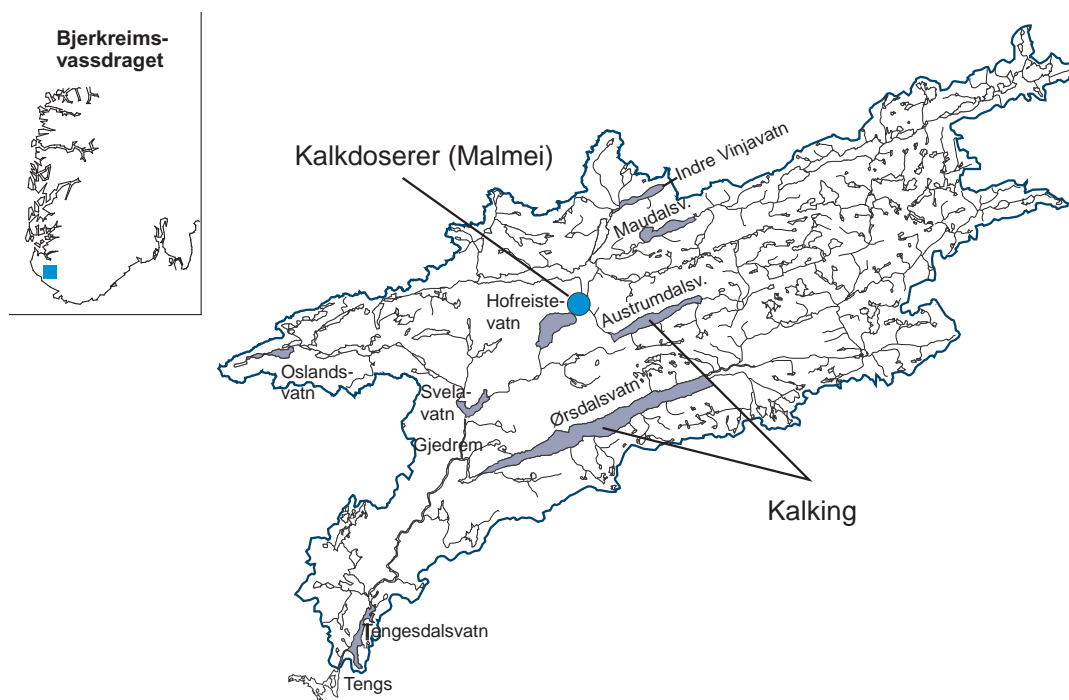 Bjerkreims-
vassdraget
Kalkdoserer (Malmei)
Indre Vinjavatn
Maudalsv.
Hofreiste-
vatn
Austrumdalsv.
Oslands-
vatn
Svela-
vatn
Ørsdalsvatn
Gjedrem
Kalking
Tengesdalsvatn
Tengs